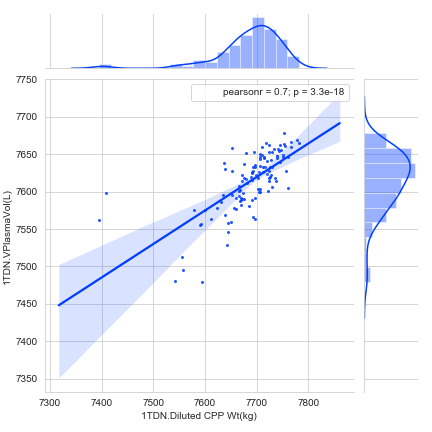 pearsonr = 0.7; p = 3.3e-18
7750
7700
7650
7600
7550
7500
7450
7400
7350
1TDN.VPlasmaVol(L)
7300 7400 7500 7600 7700 7800
1TDN.Diluted CPP Wt(kg)